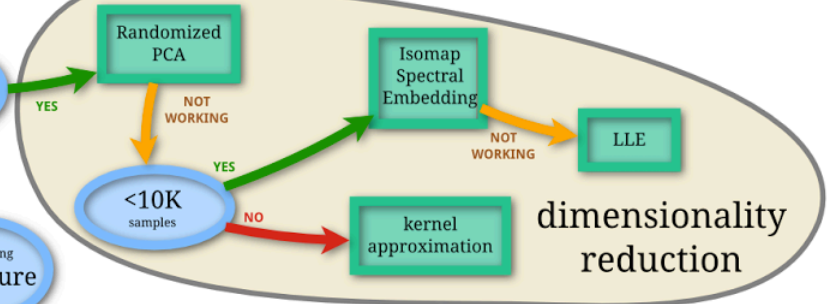 Randomized
PCA
YES
NOT
WORKING
Isomap
Spectral
Embedding
NOT
WORKING
LLE
YES
<10K
samples
NO
kernel
approximation
dimensionality
reduction
ng
ure